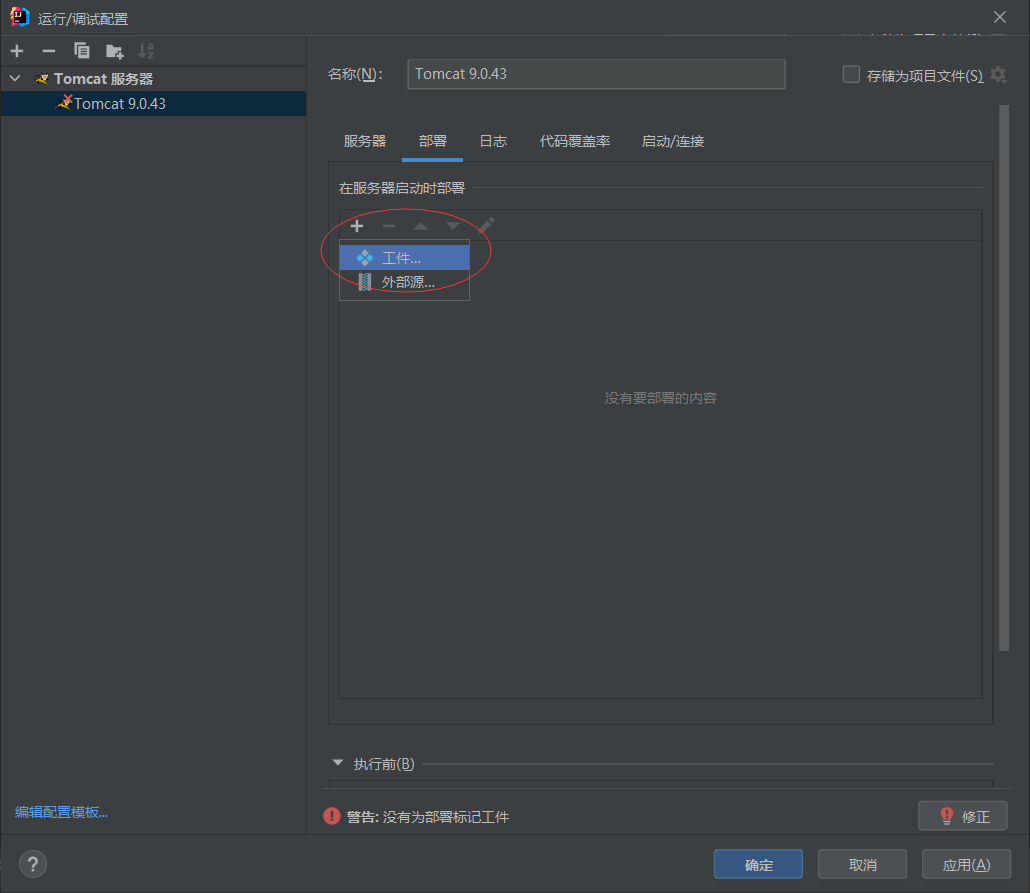 运行/调试配置
Tomcat 服务器
Tomcat 9.0.43
名称(N):
Tomcat 9.0.43
存储为项目文件(S)
服务器 部署 日志 代码覆盖率 启动/连接
在服务器启动时部署
工件...
外部源...
没有要部署的内容
执行前(B)
编辑配置模板...
警告: 没有为部署标记工件
修正
?
确定 取消 应用(A)